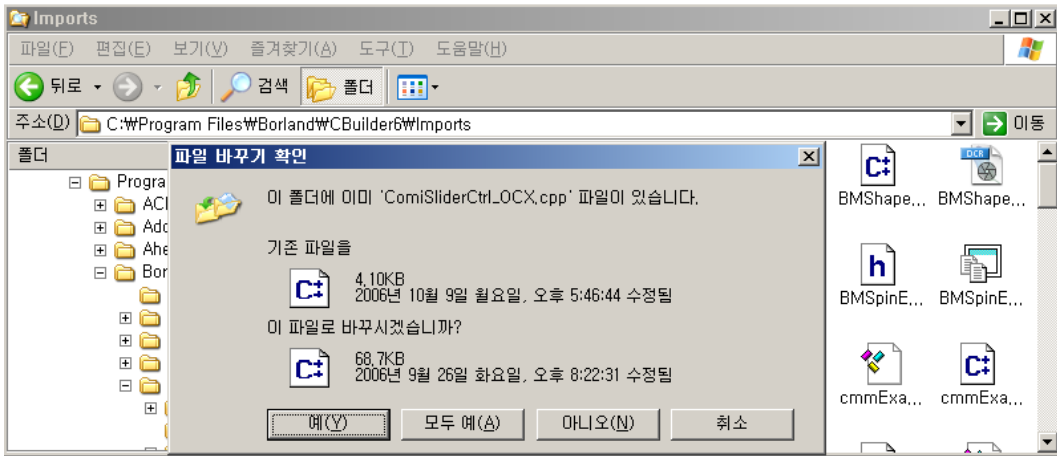 Imports
파일(F) 편집(E) 보기(V) 즐겨찾기(A) 도구(T) 도움말(H)
뒤로 검색 폴더
주소(D) C:₩Program Files₩Borland₩CBuilder6₩Imports 이동
폴더
파일 바꾸기 확인
Progra
ACI
Adc
Ahe
Bor
이 폴더에 이미 'ComiSliderCtrl_OCX.cpp' 파일이 있습니다.
기존 파일을
4.10KB
2006년 10월 9일 월요일, 오후 5:46:44 수정됨
이 파일로 바꾸시겠습니까?
68.7KB
2006년 9월 26일 화요일, 오후 8:22:31 수정됨
예(Y) 모두 예(A) 아니오(N) 취소
DCR
BMShape... BMShape...
h
BMSpinE... BMSpinE...
cmmExa... cmmExa...